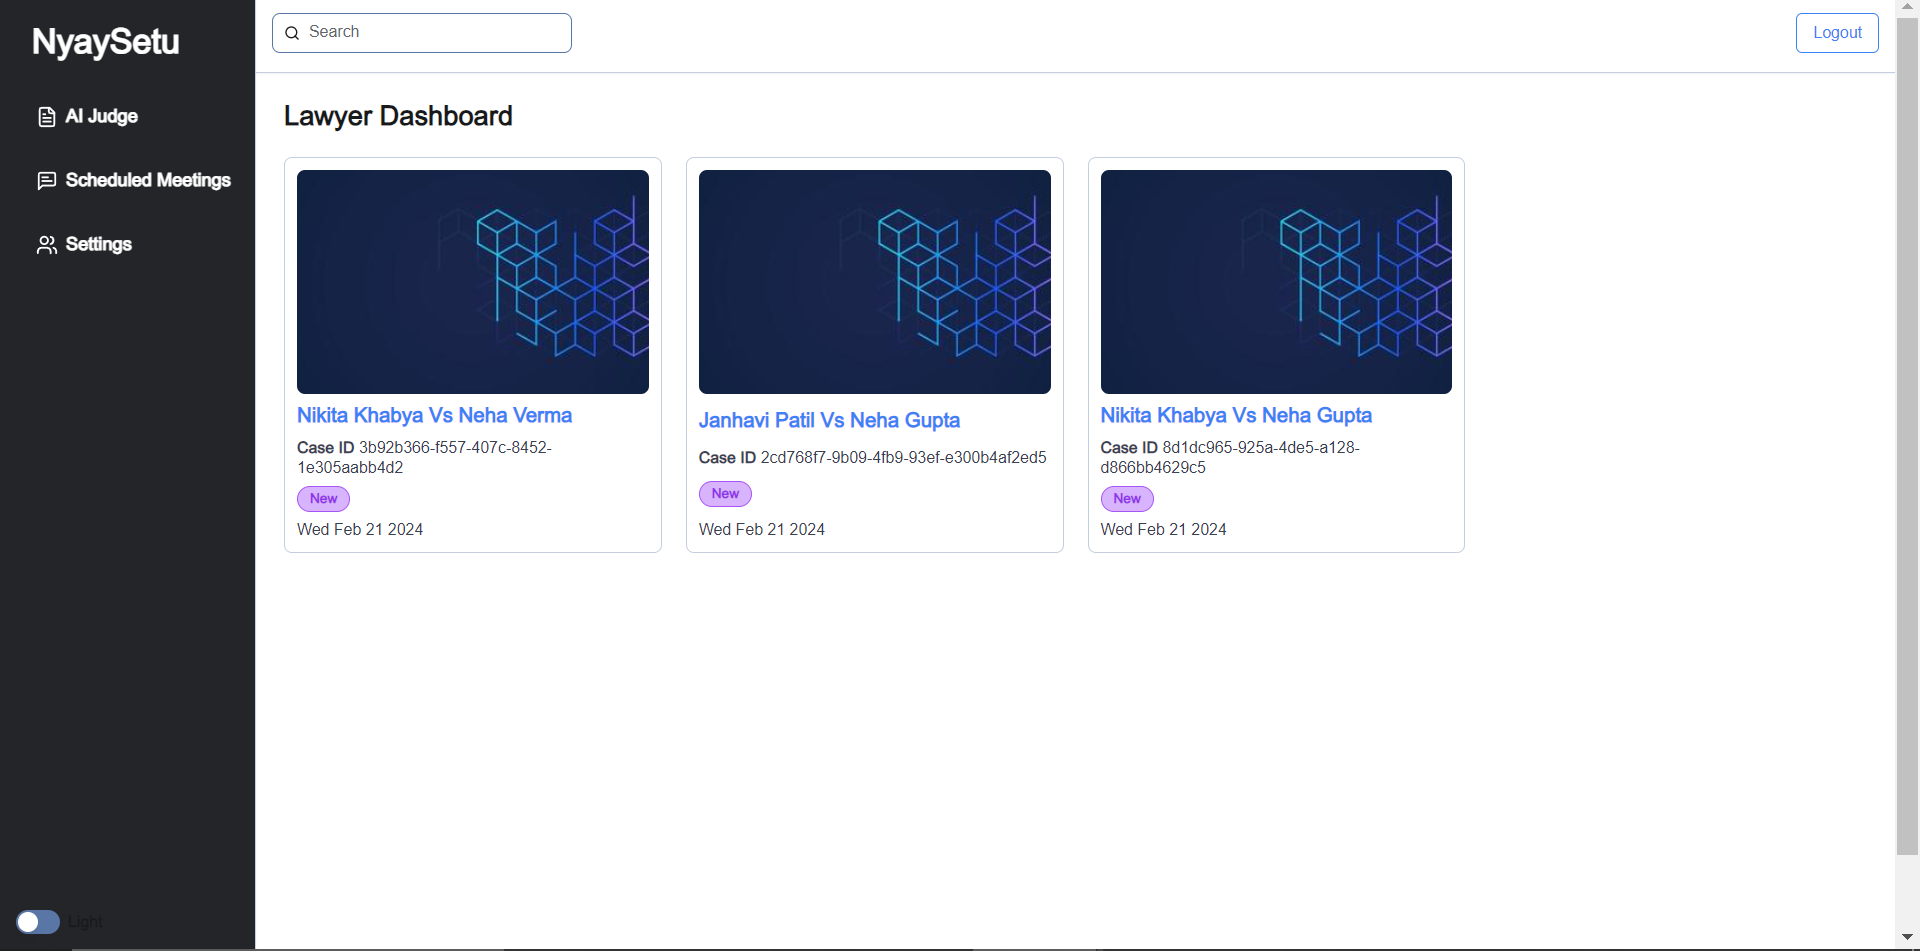 NyaySetu
AI Judge
Scheduled Meetings
Settings
Light
Search
Logout
Lawyer Dashboard
Nikita Khabya Vs Neha Verma
Case ID 3b92b366-f557-407c-8452-
1e305aabb4d2
New
Wed Feb 21 2024
Janhavi Patil Vs Neha Gupta
Case ID 2cd768f7-9b09-4fb9-93ef-e300b4af2ed5
New
Wed Feb 21 2024
Nikita Khabya Vs Neha Gupta
Case ID 8d1dc965-925a-4de5-a128-
d866bb4629c5
New
Wed Feb 21 2024